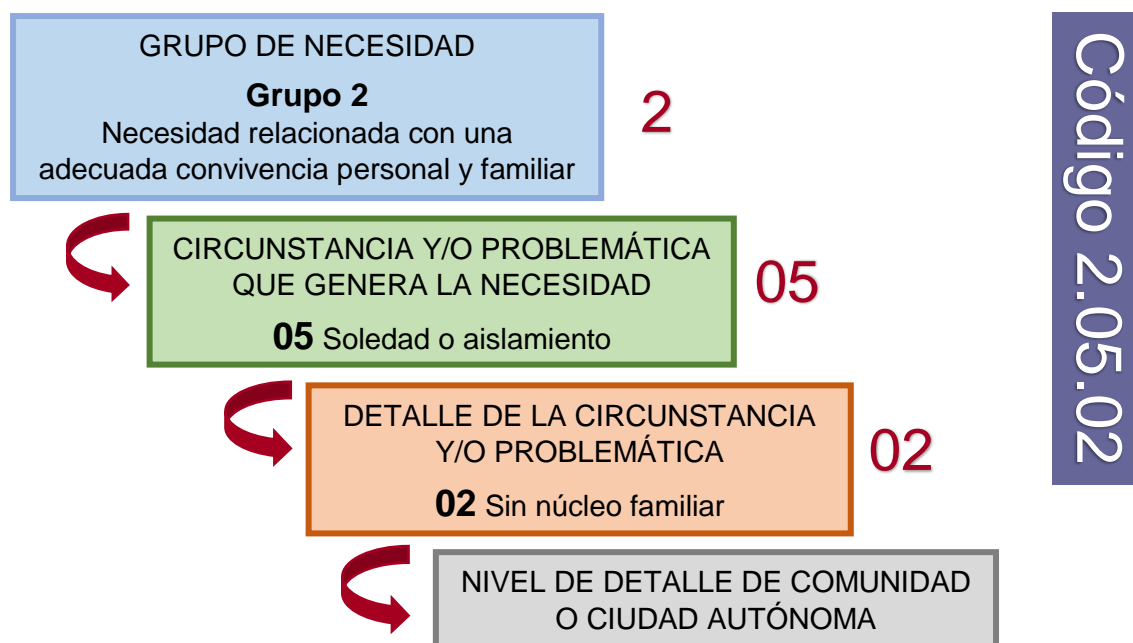 GRUPO DE NECESIDAD
Grupo 2
Necesidad relacionada con una
adecuada convivencia personal y familiar
2
CIRCUNSTANCIA Y/O PROBLEMÁTICA
QUE GENERA LA NECESIDAD
05 Soledad o aislamiento
05
DETALLE DE LA CIRCUNSTANCIA
Y/O PROBLEMÁTICA
02 Sin núcleo familiar
02
NIVEL DE DETALLE DE COMUNIDAD
O CIUDAD AUTÓNOMA
Código 2.05.02